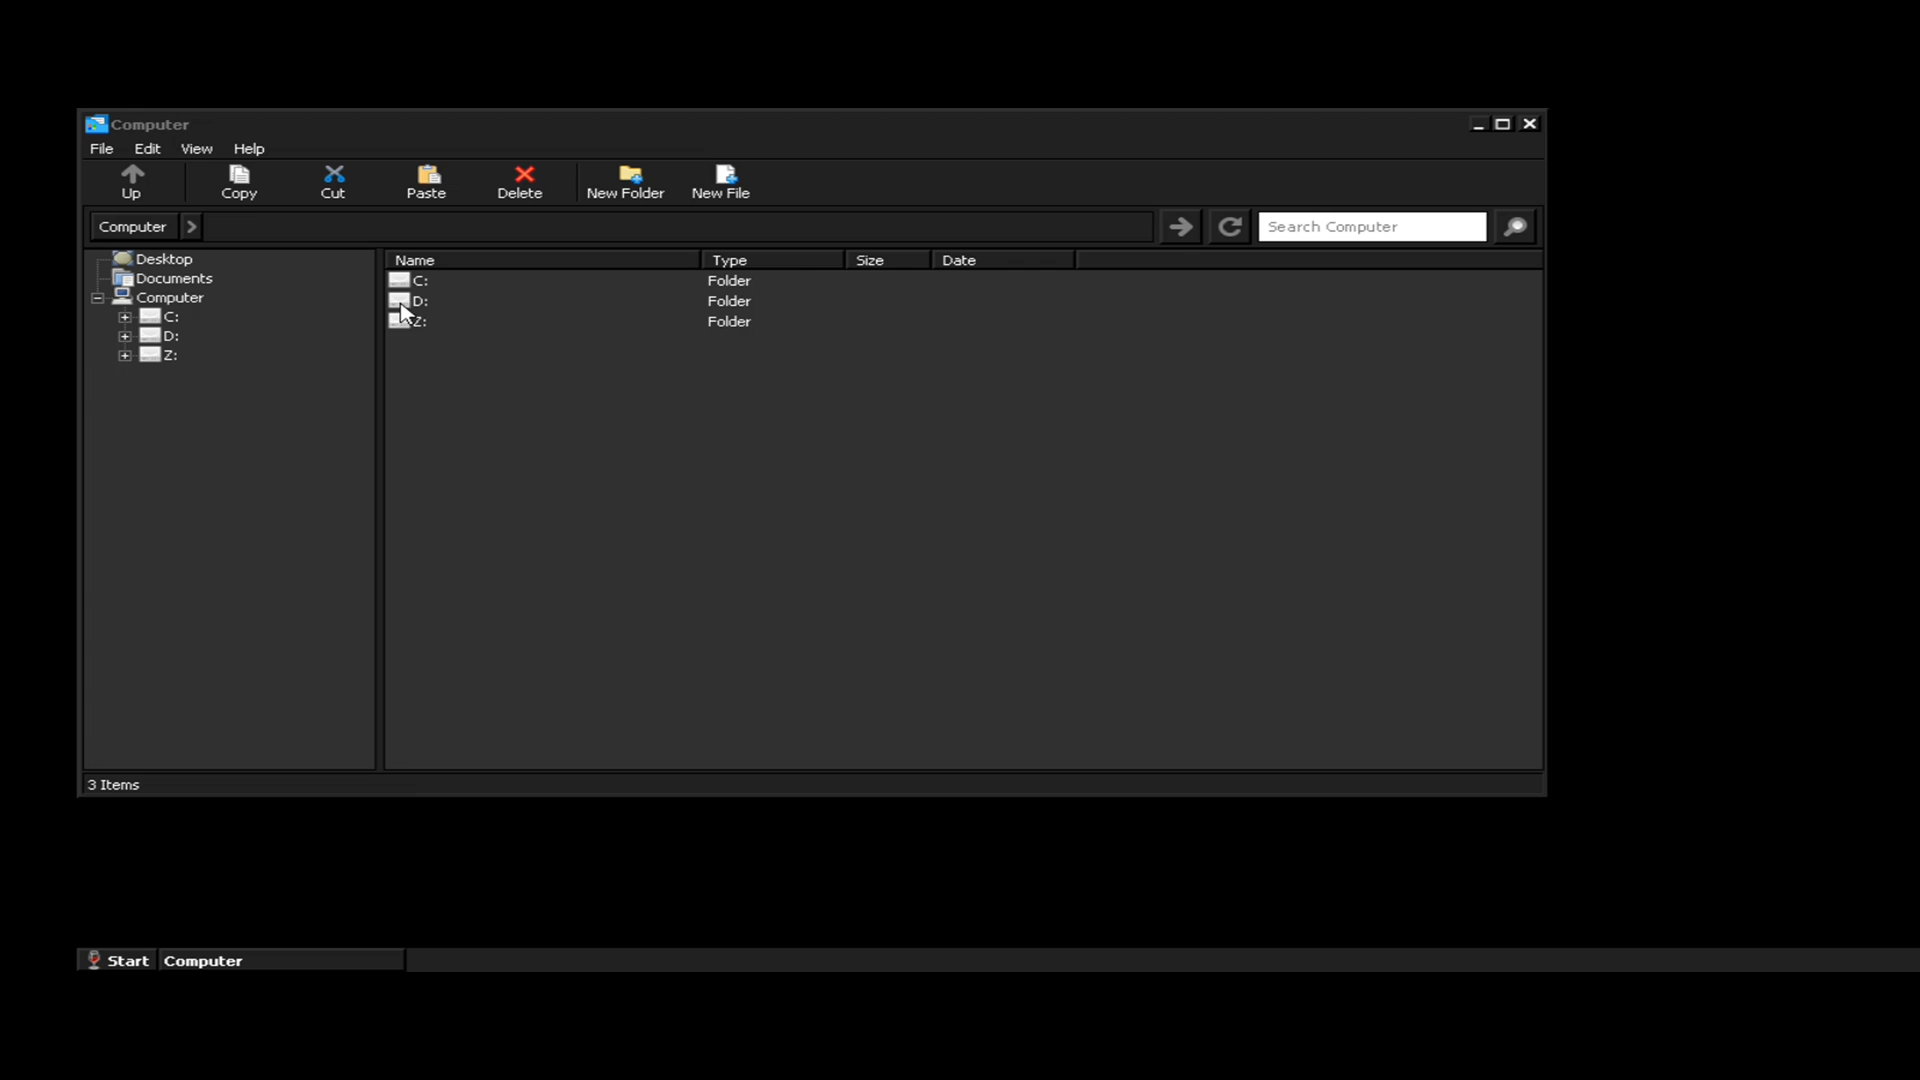 Computer
File Edit View Help
Up Copy Cut Paste Delete New Folder New File
Computer Search Computer
Desktop
Documents
Computer
C:
D:
Z:
Name Type Size Date
C: Folder
D: Folder
Z: Folder
3 Items
Start Computer